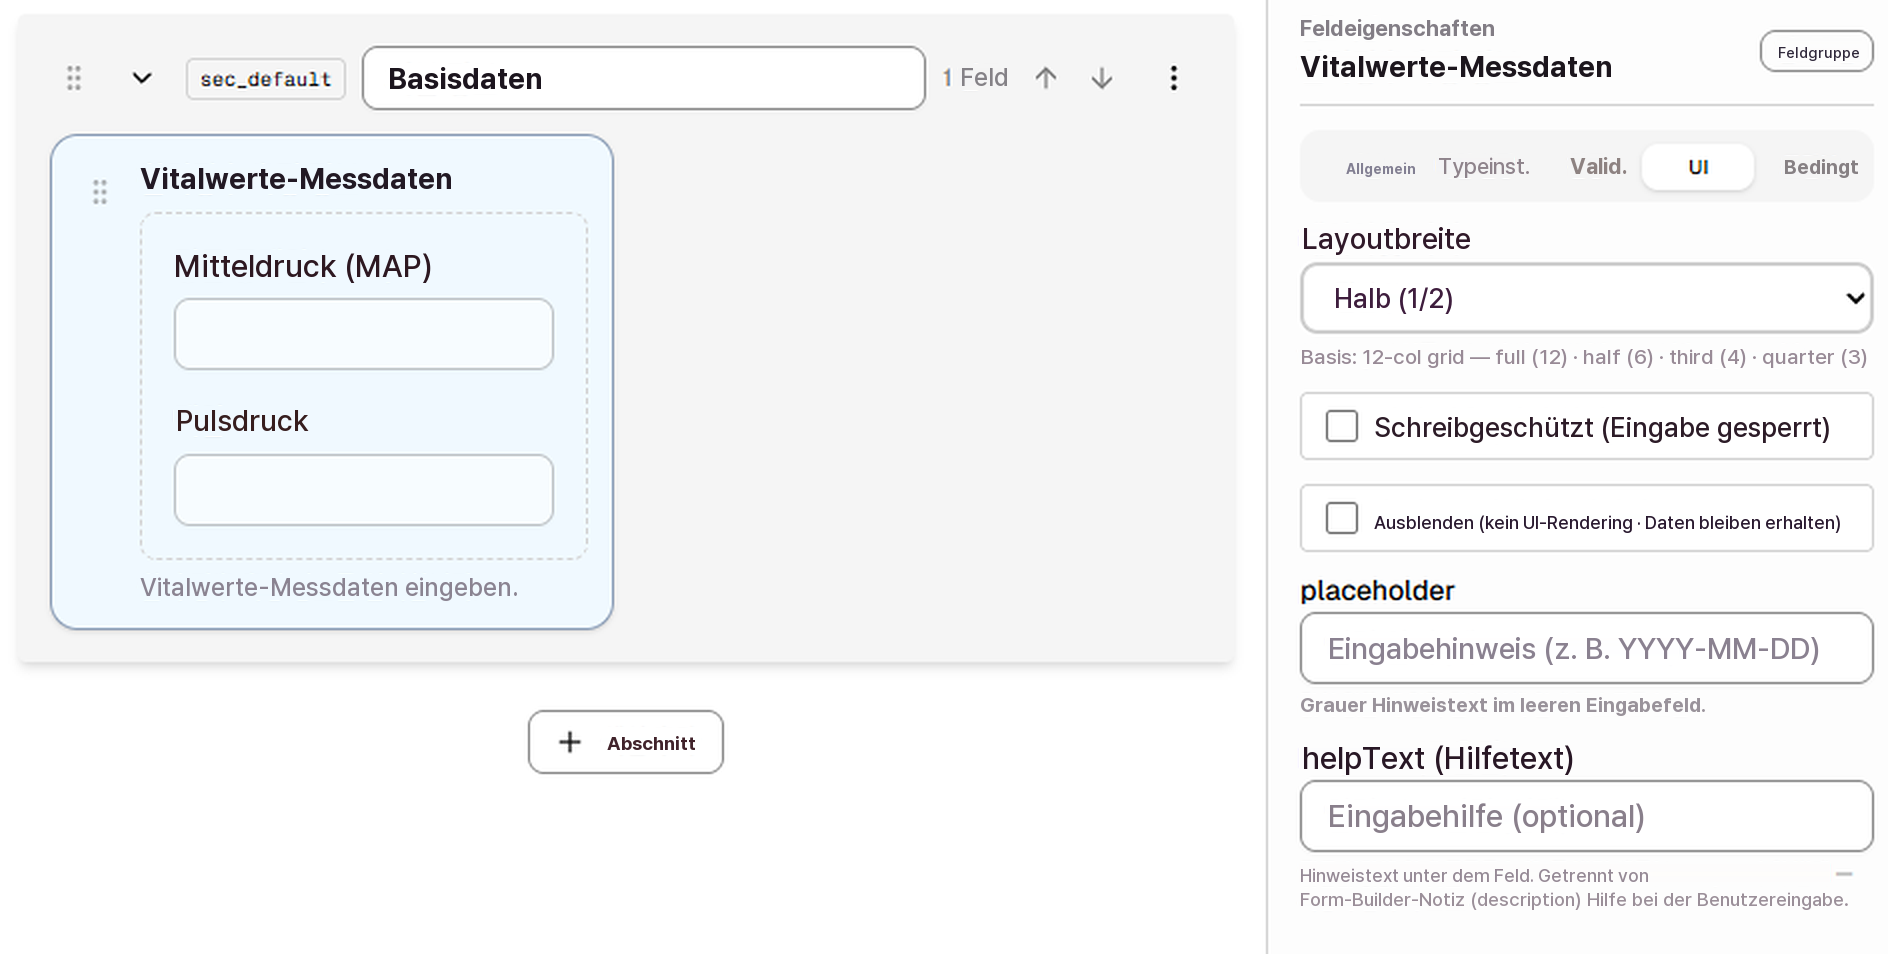 sec_default
Basisdaten
1 Feld
Vitalwerte-Messdaten
Mitteldruck (MAP)
Pulsdruck
Vitalwerte-Messdaten eingeben.
Abschnitt
Feldeigenschaften
Vitalwerte-Messdaten
Feldgruppe
Allgemein Typeinst. Valid. UI Bedingt
Layoutbreite
Halb (1/2)
Basis: 12-col grid — full (12) · half (6) · third (4) · quarter (3)
Schreibgeschützt (Eingabe gesperrt)
Ausblenden (kein UI-Rendering · Daten bleiben erhalten)
placeholder
Eingabehinweis (z. B. YYYY-MM-DD)
Grauer Hinweistext im leeren Eingabefeld.
helpText (Hilfetext)
Eingabehilfe (optional)
Hinweistext unter dem Feld. Getrennt von
Form-Builder-Notiz (description) Hilfe bei der Benutzereingabe.